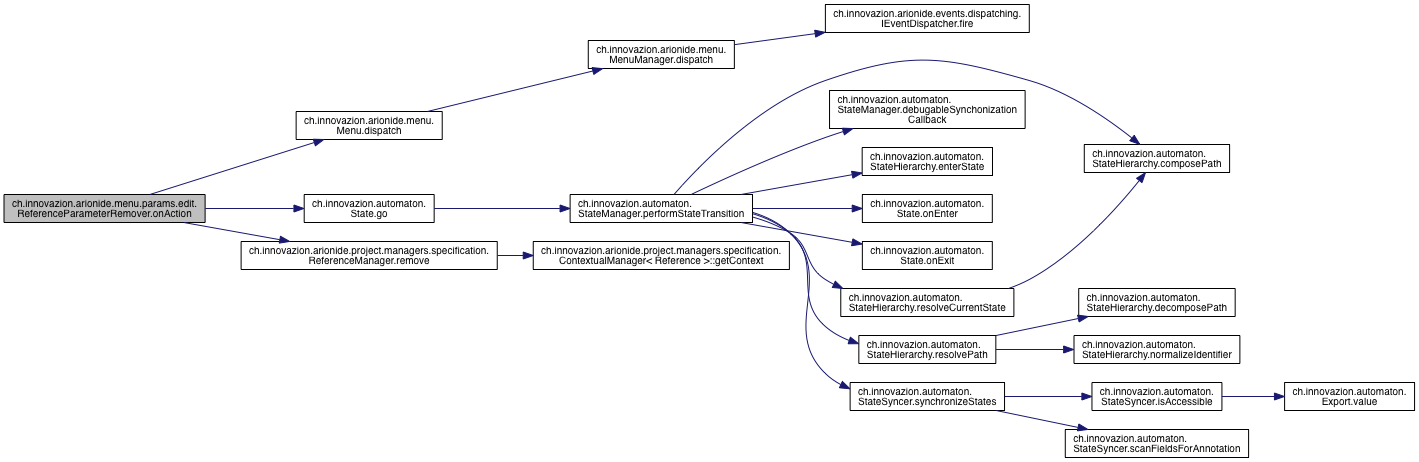 ch.innovazion.arionide.events.dispatching.
IEventDispatcher.fire
ch.innovazion.arionide.menu.
MenuManager.dispatch
ch.innovazion.automaton.
StateManager.debugableSynchonization
Callback
ch.innovazion.arionide.menu.
Menu.dispatch
ch.innovazion.automaton.
StateHierarchy.composePath
ch.innovazion.automaton.
StateHierarchy.enterState
ch.innovazion.arionide.menu.params.edit.
ReferenceParameterRemover.onAction
ch.innovazion.automaton.
State.go
ch.innovazion.automaton.
StateManager.performStateTransition
ch.innovazion.automaton.
State.onEnter
ch.innovazion.arionide.project.managers.specification.
ReferenceManager.remove
ch.innovazion.arionide.project.managers.specification.
ContextualManager< Reference >::getContext
ch.innovazion.automaton.
State.onExit
ch.innovazion.automaton.
StateHierarchy.resolveCurrentState
ch.innovazion.automaton.
StateHierarchy.decomposePath
ch.innovazion.automaton.
StateHierarchy.resolvePath
ch.innovazion.automaton.
StateHierarchy.normalizeIdentifier
ch.innovazion.automaton.
StateSyncer.synchronizeStates
ch.innovazion.automaton.
StateSyncer.isAccessible
ch.innovazion.automaton.
Export.value
ch.innovazion.automaton.
StateSyncer.scanFieldsForAnnotation